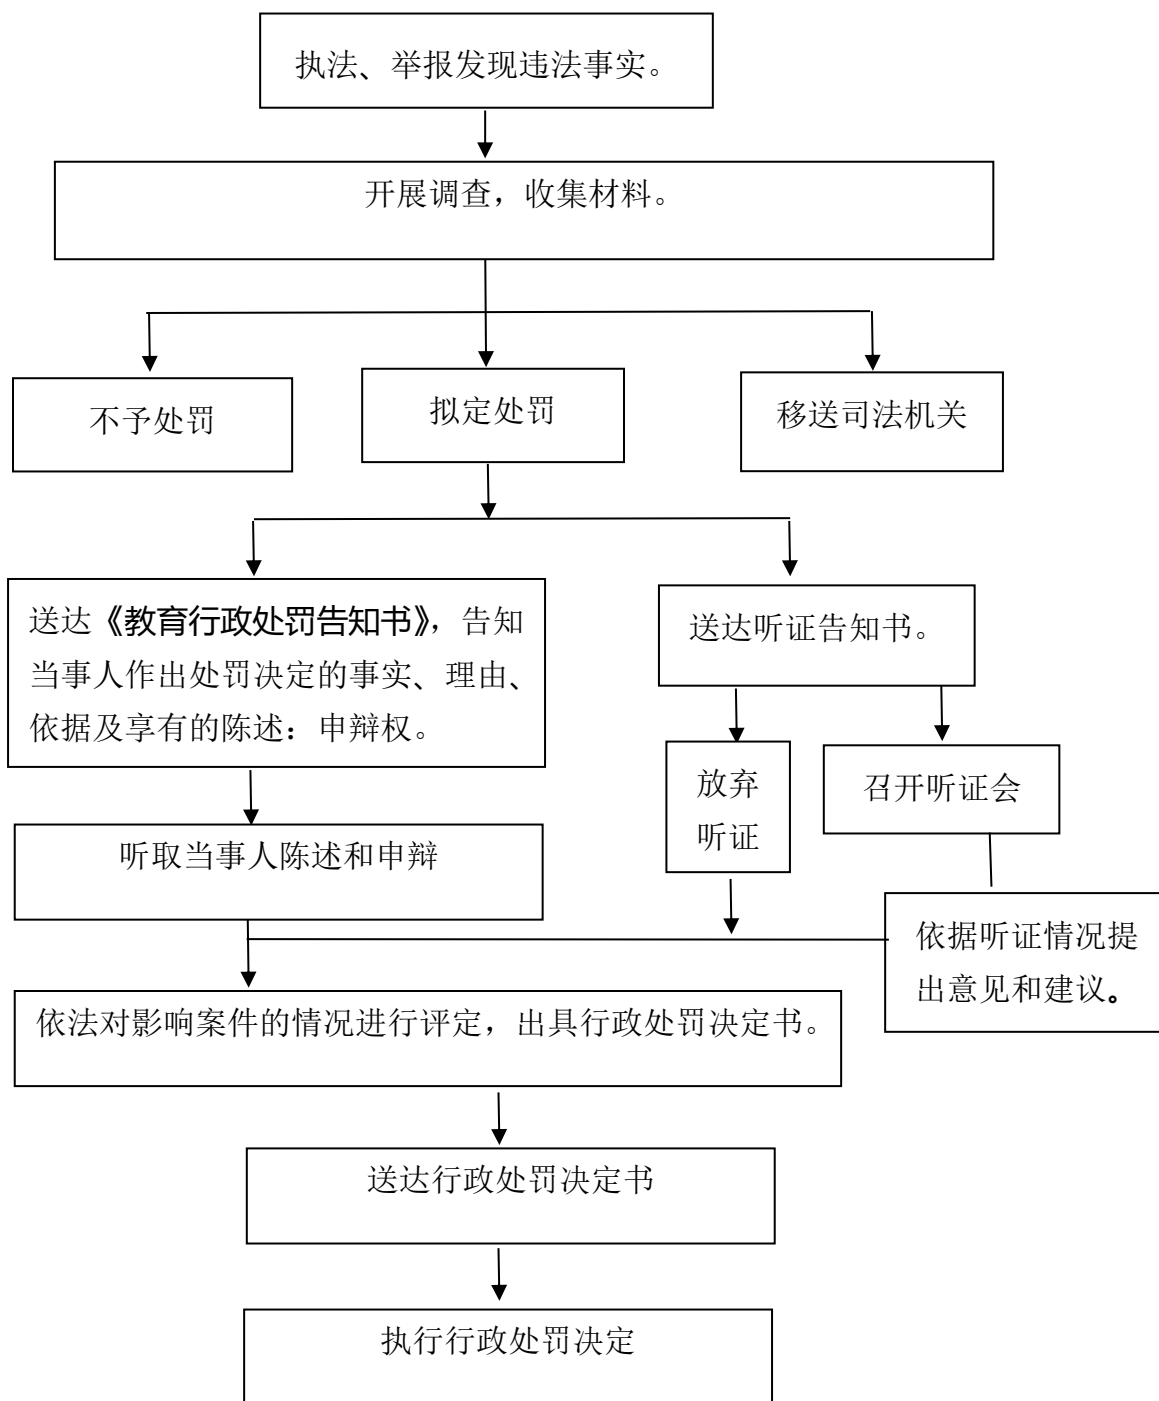 执法、举报发现违法事实。
开展调查，收集材料。
不予处罚
拟定处罚
移送司法机关
送达《教育行政处罚告知书》，告知
当事人作出处罚决定的事实、理由、
依据及享有的陈述：申辩权。
送达听证告知书。
放弃
听证
召开听证会
听取当事人陈述和申辩
依据听证情况提
出意见和建议。
依法对影响案件的情况进行评定，出具行政处罚决定书。
送达行政处罚决定书
执行行政处罚决定